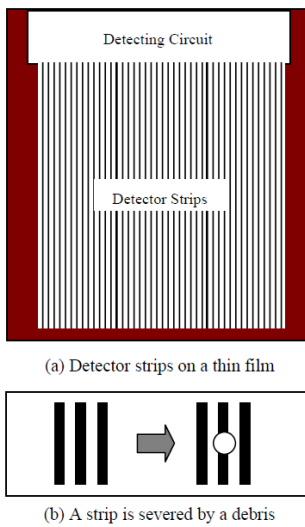 Detecting Circuit
Detector Strips
(a) Detector strips on a thin film
(b) A strip is severed by a debris